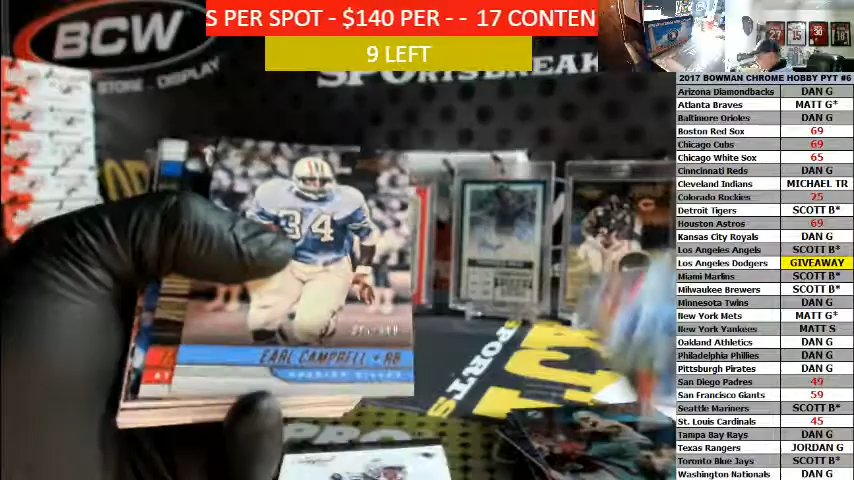 S PER SPOT - $140 PER - - 17 CONTEN
9 LEFT
BCW
STORE · DISPLAY
SPORTSBREAK
34
EARL CAMPBELL • RB
SPORTS
PRO
2017 BOWMAN CHROME HOBBY PYT #6
Arizona Diamondbacks DAN G
Atlanta Braves MATT G*
Baltimore Orioles DAN G
Boston Red Sox 69
Chicago Cubs 69
Chicago White Sox 65
Cinncinnati Reds DAN G
Cleveland Indians MICHAEL TR
Colorado Rockies 25
Detroit Tigers SCOTT B*
Houston Astros 69
Kansas City Royals DAN G
Los Angeles Angels SCOTT B*
Los Angeles Dodgers GIVEAWAY
Miami Marlins SCOTT B*
Milwaukee Brewers SCOTT B*
Minnesota Twins DAN G
New York Mets MATT G*
New York Yankees MATT S
Oakland Athletics DAN G
Philadelphia Phillies DAN G
Pittsburgh Pirates DAN G
San Diego Padres 49
San Francisco Giants 59
Seattle Mariners SCOTT B*
St. Louis Cardinals 45
Tampa Bay Rays DAN G
Texas Rangers JORDAN G
Toronto Blue Jays SCOTT B*
Washington Nationals DAN G